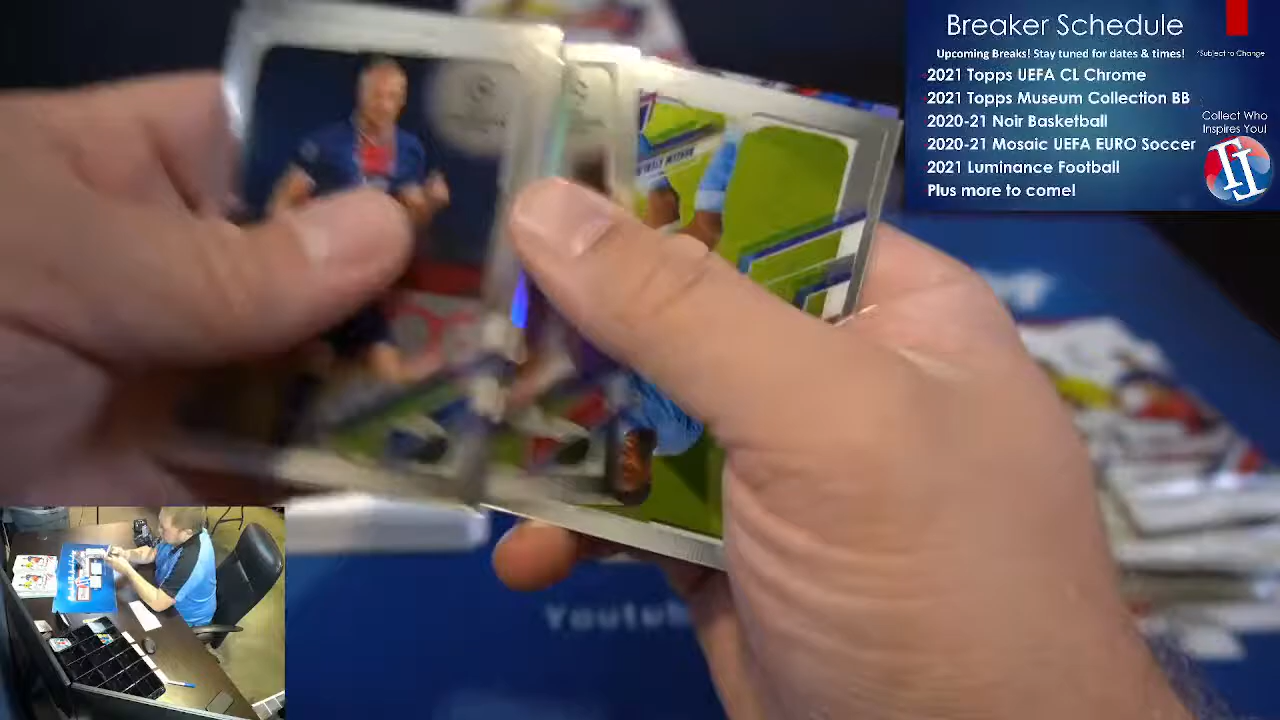 Breaker Schedule
Upcoming Breaks! Stay tuned for dates & times!
*Subject to Change
2021 Topps UEFA CL Chrome
2021 Topps Museum Collection BB
2020-21 Noir Basketball
2020-21 Mosaic UEFA EURO Soccer
2021 Luminance Football
Plus more to come!
Collect Who
Inspires You!
Youtub